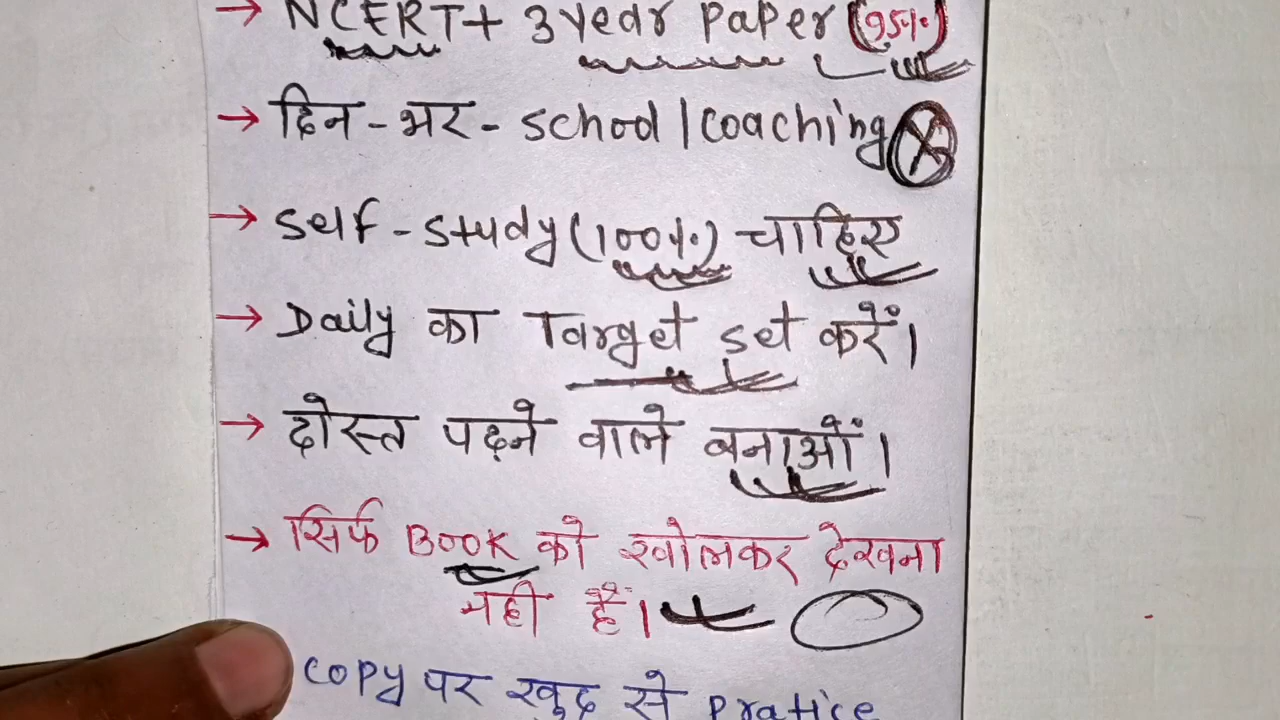 → NCERT + 3 year paper (95%)
→ दिन-भर- school / coaching
→ self-study (100%) चाहिए
→ Daily का Target set करें।
→ दोस्त पढ़ने वाले बनाओं।
→ सिर्फ Book को खोलकर देखना
नही हैं।
copy पर खुद से pratice